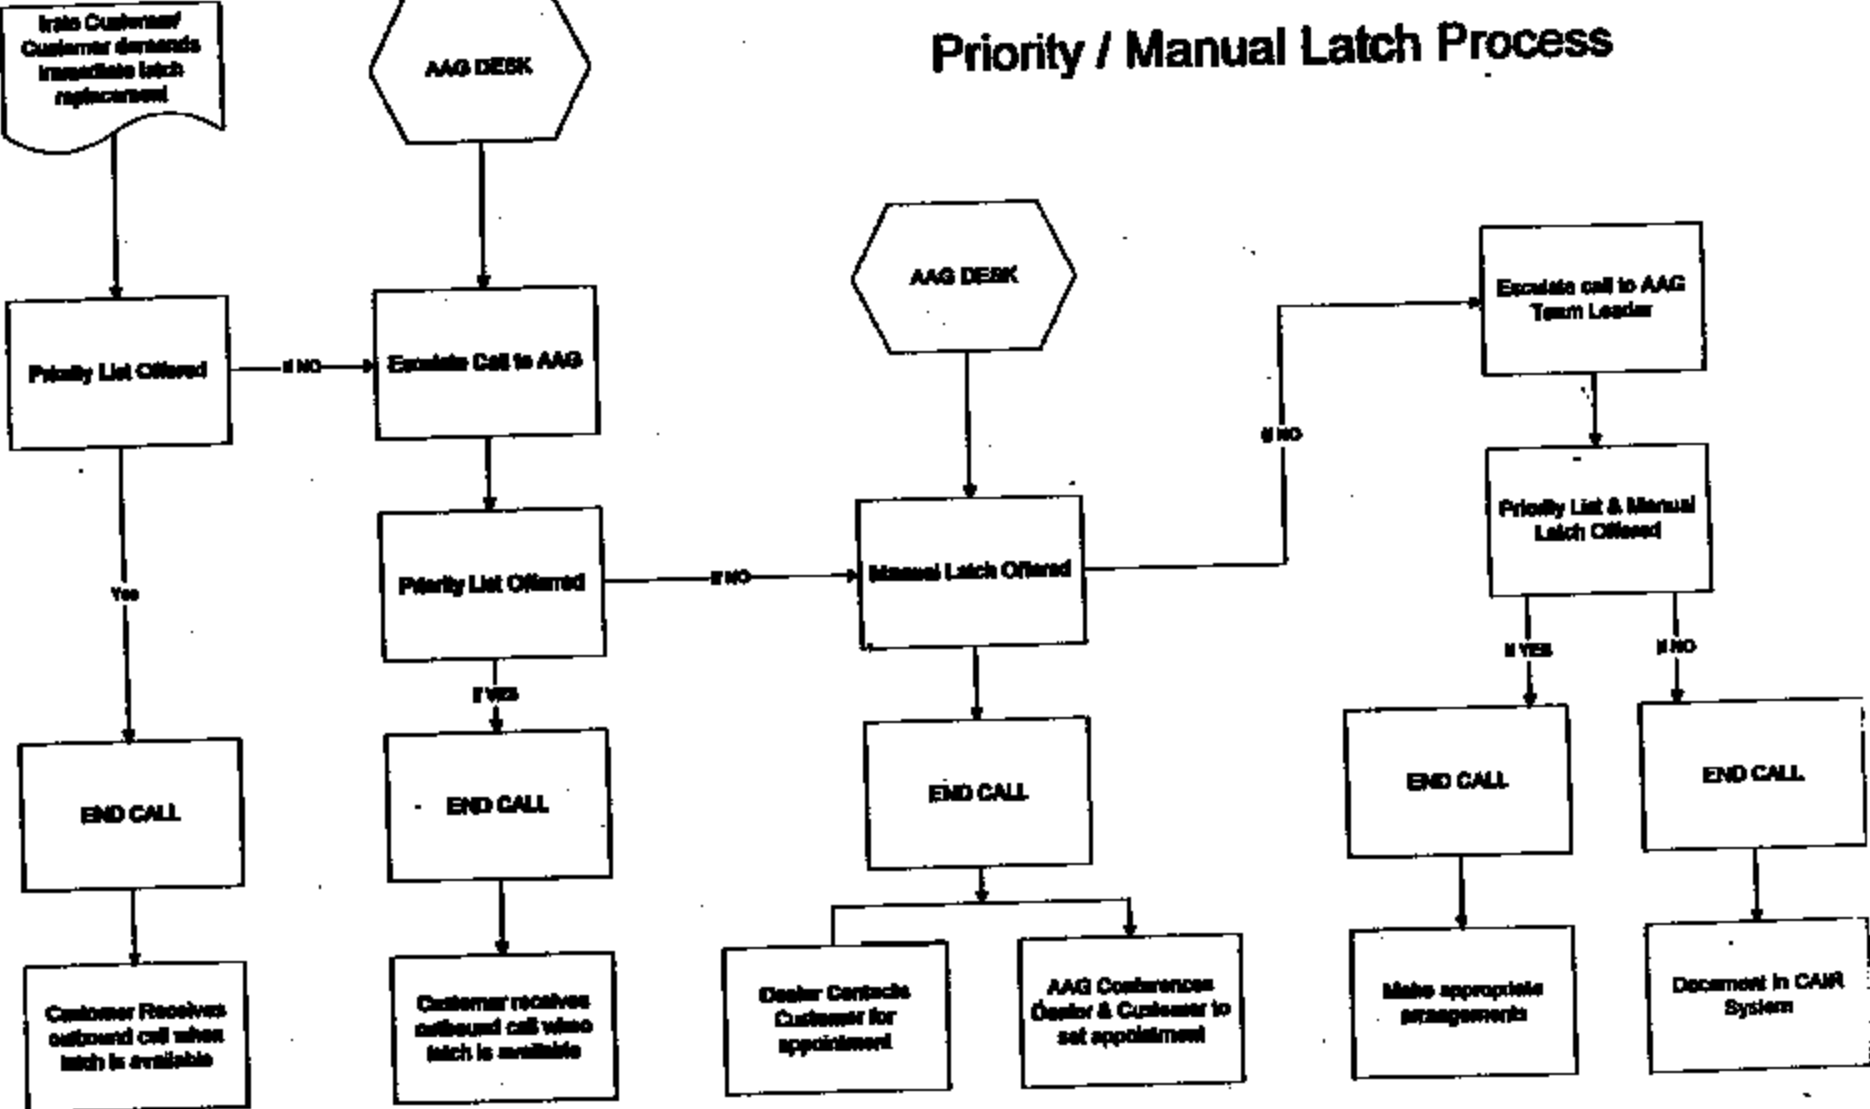 Priority / Manual Latch Process
Irate Customer/
Customer demands
immediate latch
replacement
AAG DESK
AAG DESK
Escalate call to AAG
Team Leader
Priority List Offered
If NO
Escalate Call to AAG
If NO
Priority List & Manual
Latch Offered
Yes
Priority List Offerred
If NO
Manual Latch Offered
If YES
If NO
If YES
END CALL
END CALL
END CALL
END CALL
END CALL
Customer Receives
outbound call when
latch is available
Customer receives
outbound call when
latch is available
Dealer Contacts
Customer for
appointment
AAG Conferences
Dealer & Customer to
set appointment
Make appropriate
arrangements
Document in CAIR
System